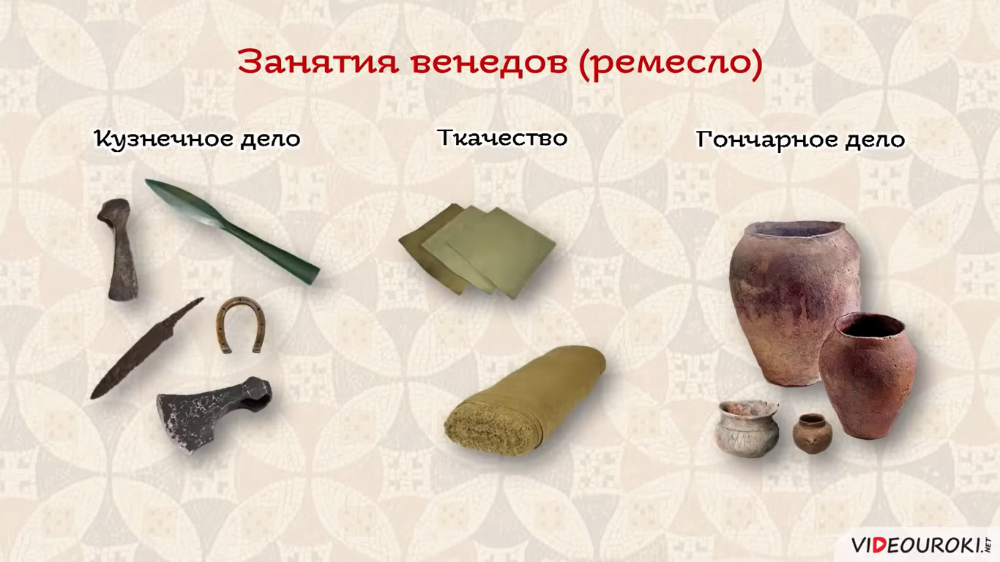 Занятия венедов (ремесло)
Кузнечное дело
Ткачество
Гончарное дело
VIDEOUROKI.NET